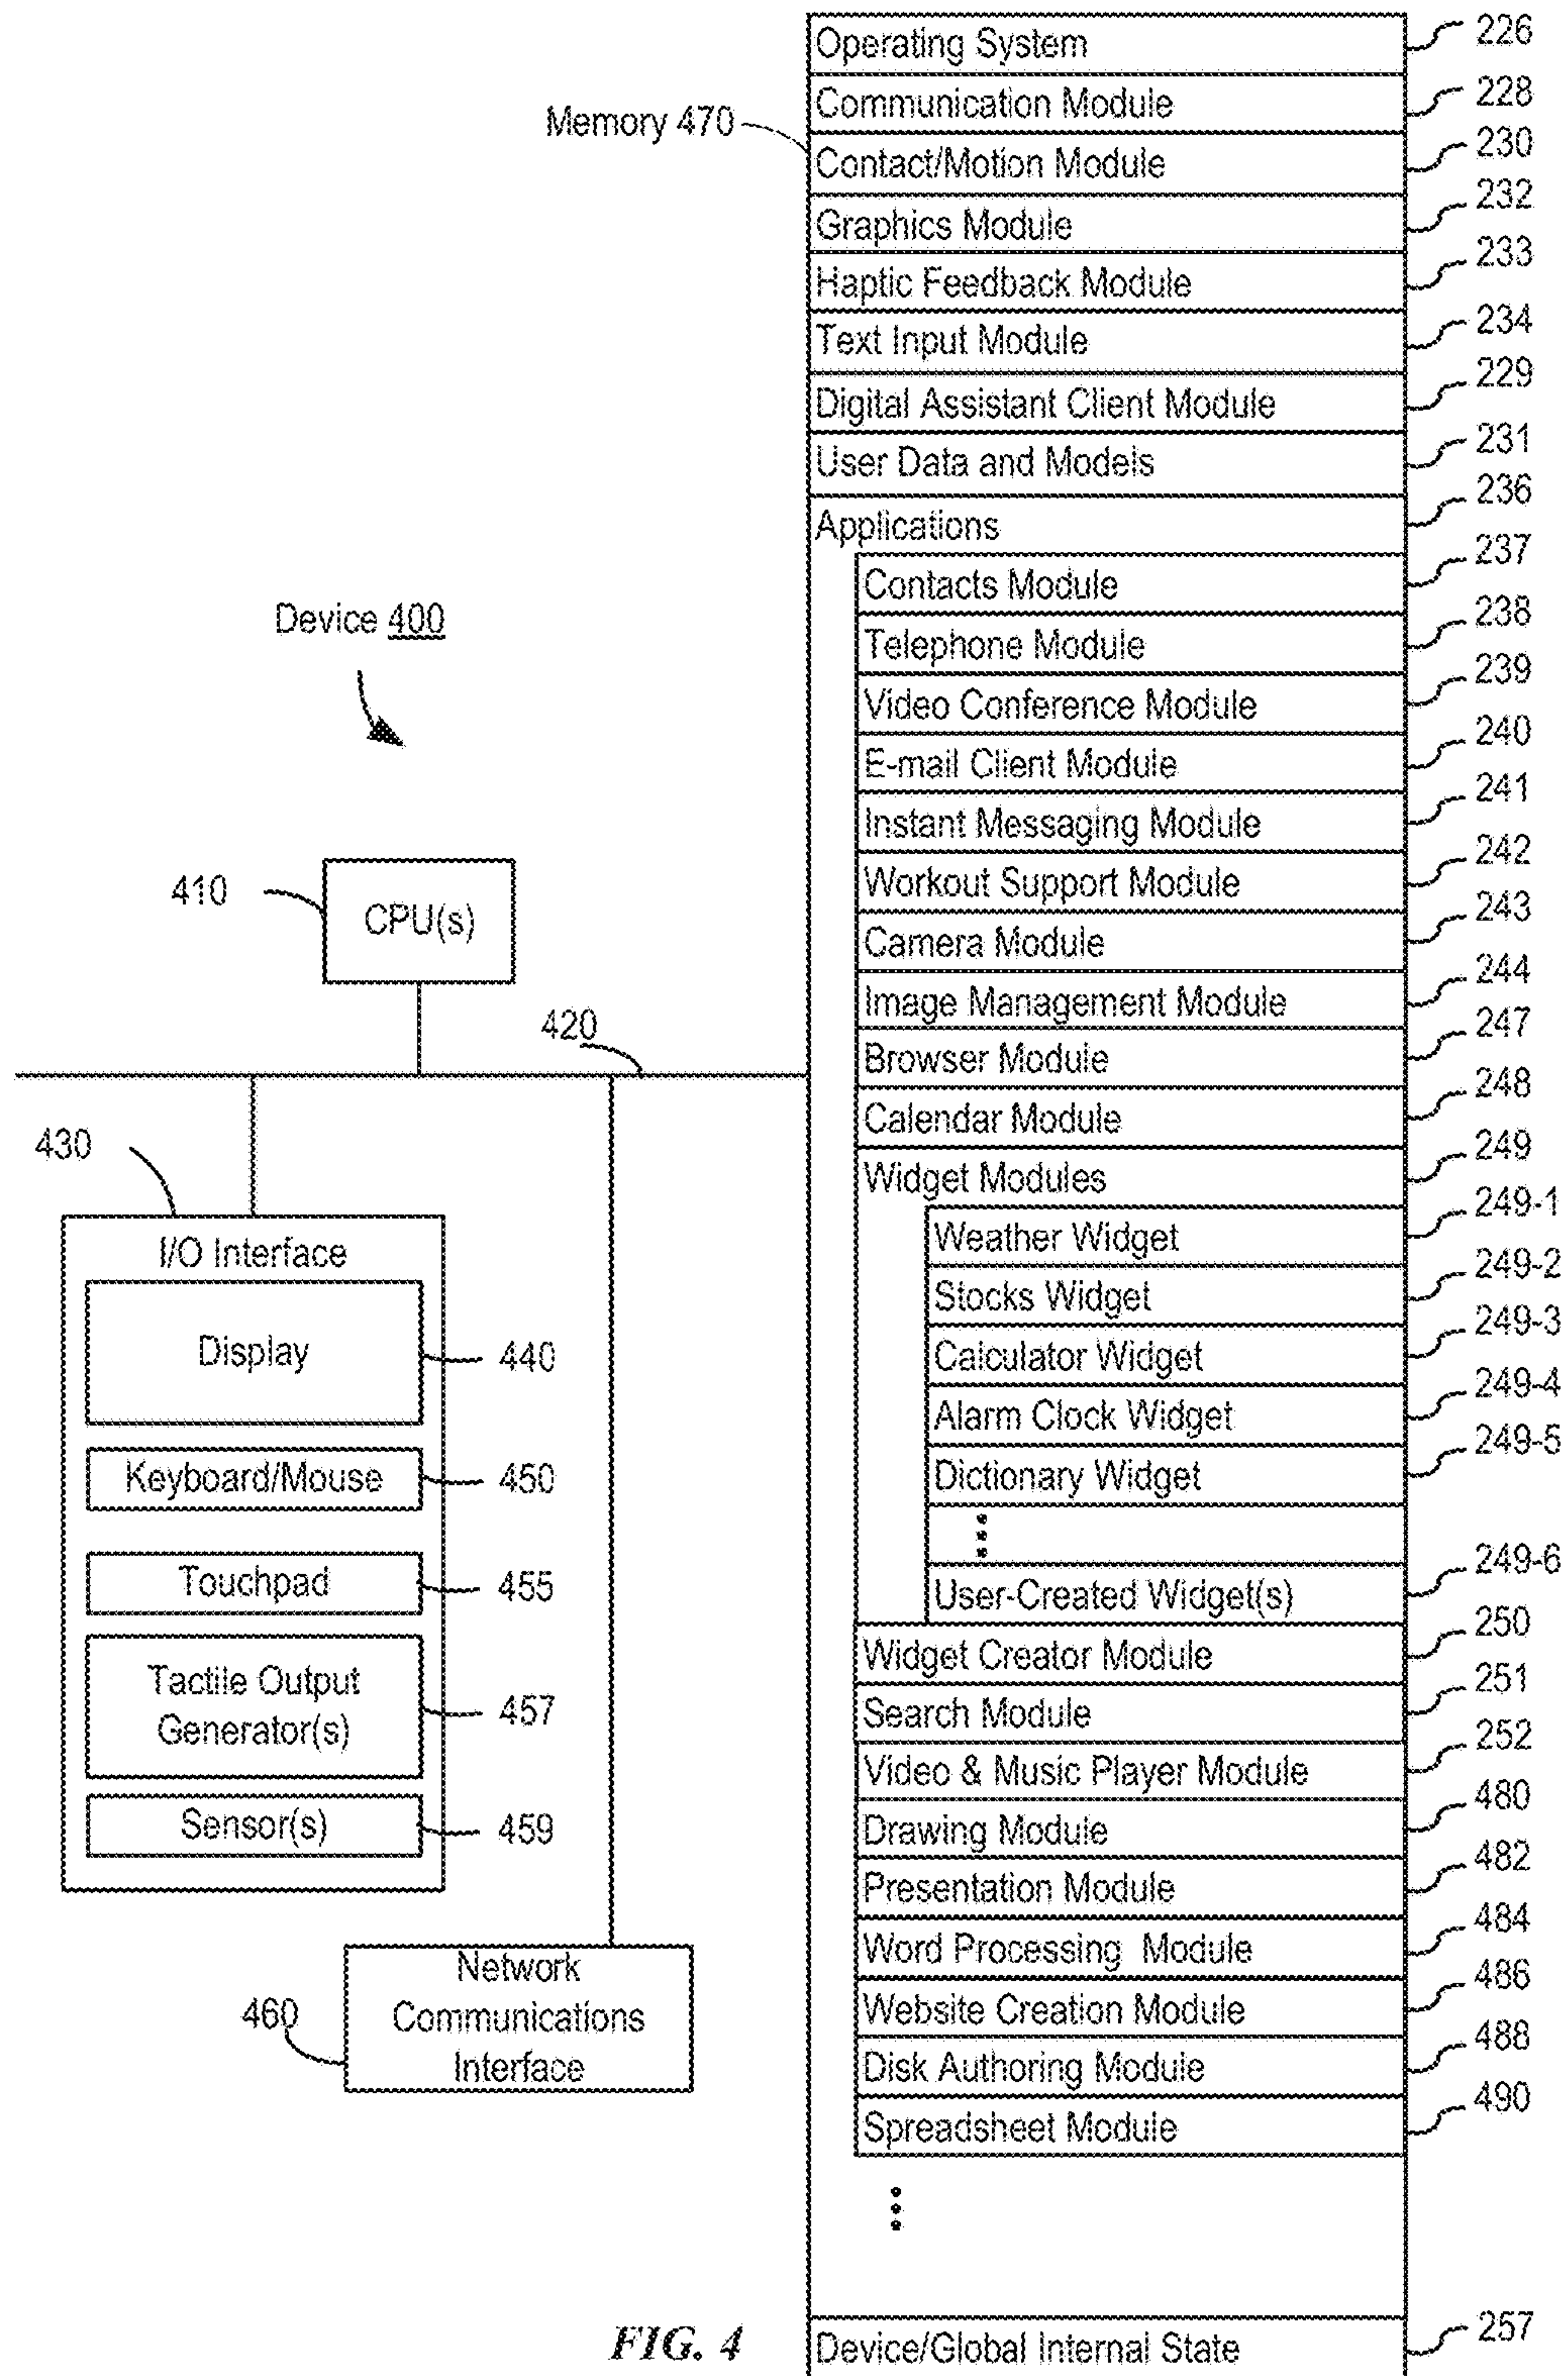 Operating System 226
Communication Module 228
Memory 470
Contact/Motion Module 230
Graphics Module 232
Haptic Feedback Module 233
Text Input Module 234
Digital Assistant Client Module 229
User Data and Models 231
Applications 236
Contacts Module 237
Telephone Module 238
Video Conference Module 239
E-mail Client Module 240
Instant Messaging Module 241
Workout Support Module 242
Camera Module 243
Image Management Module 244
Browser Module 247
Calendar Module 248
Widget Modules 249
Weather Widget 249-1
Stocks Widget 249-2
Calculator Widget 249-3
Alarm Clock Widget 249-4
Dictionary Widget 249-5
User-Created Widget(s) 249-6
Widget Creator Module 250
Search Module 251
Video & Music Player Module 252
Drawing Module 480
Presentation Module 482
Word Processing Module 484
Website Creation Module 486
Disk Authoring Module 488
Spreadsheet Module 490
Device/Global Internal State 257
Device 400
410
CPU(s)
420
430
I/O Interface
Display 440
Keyboard/Mouse 450
Touchpad 455
Tactile Output
Generator(s) 457
Sensor(s) 459
460
Network
Communications
Interface
FIG. 4